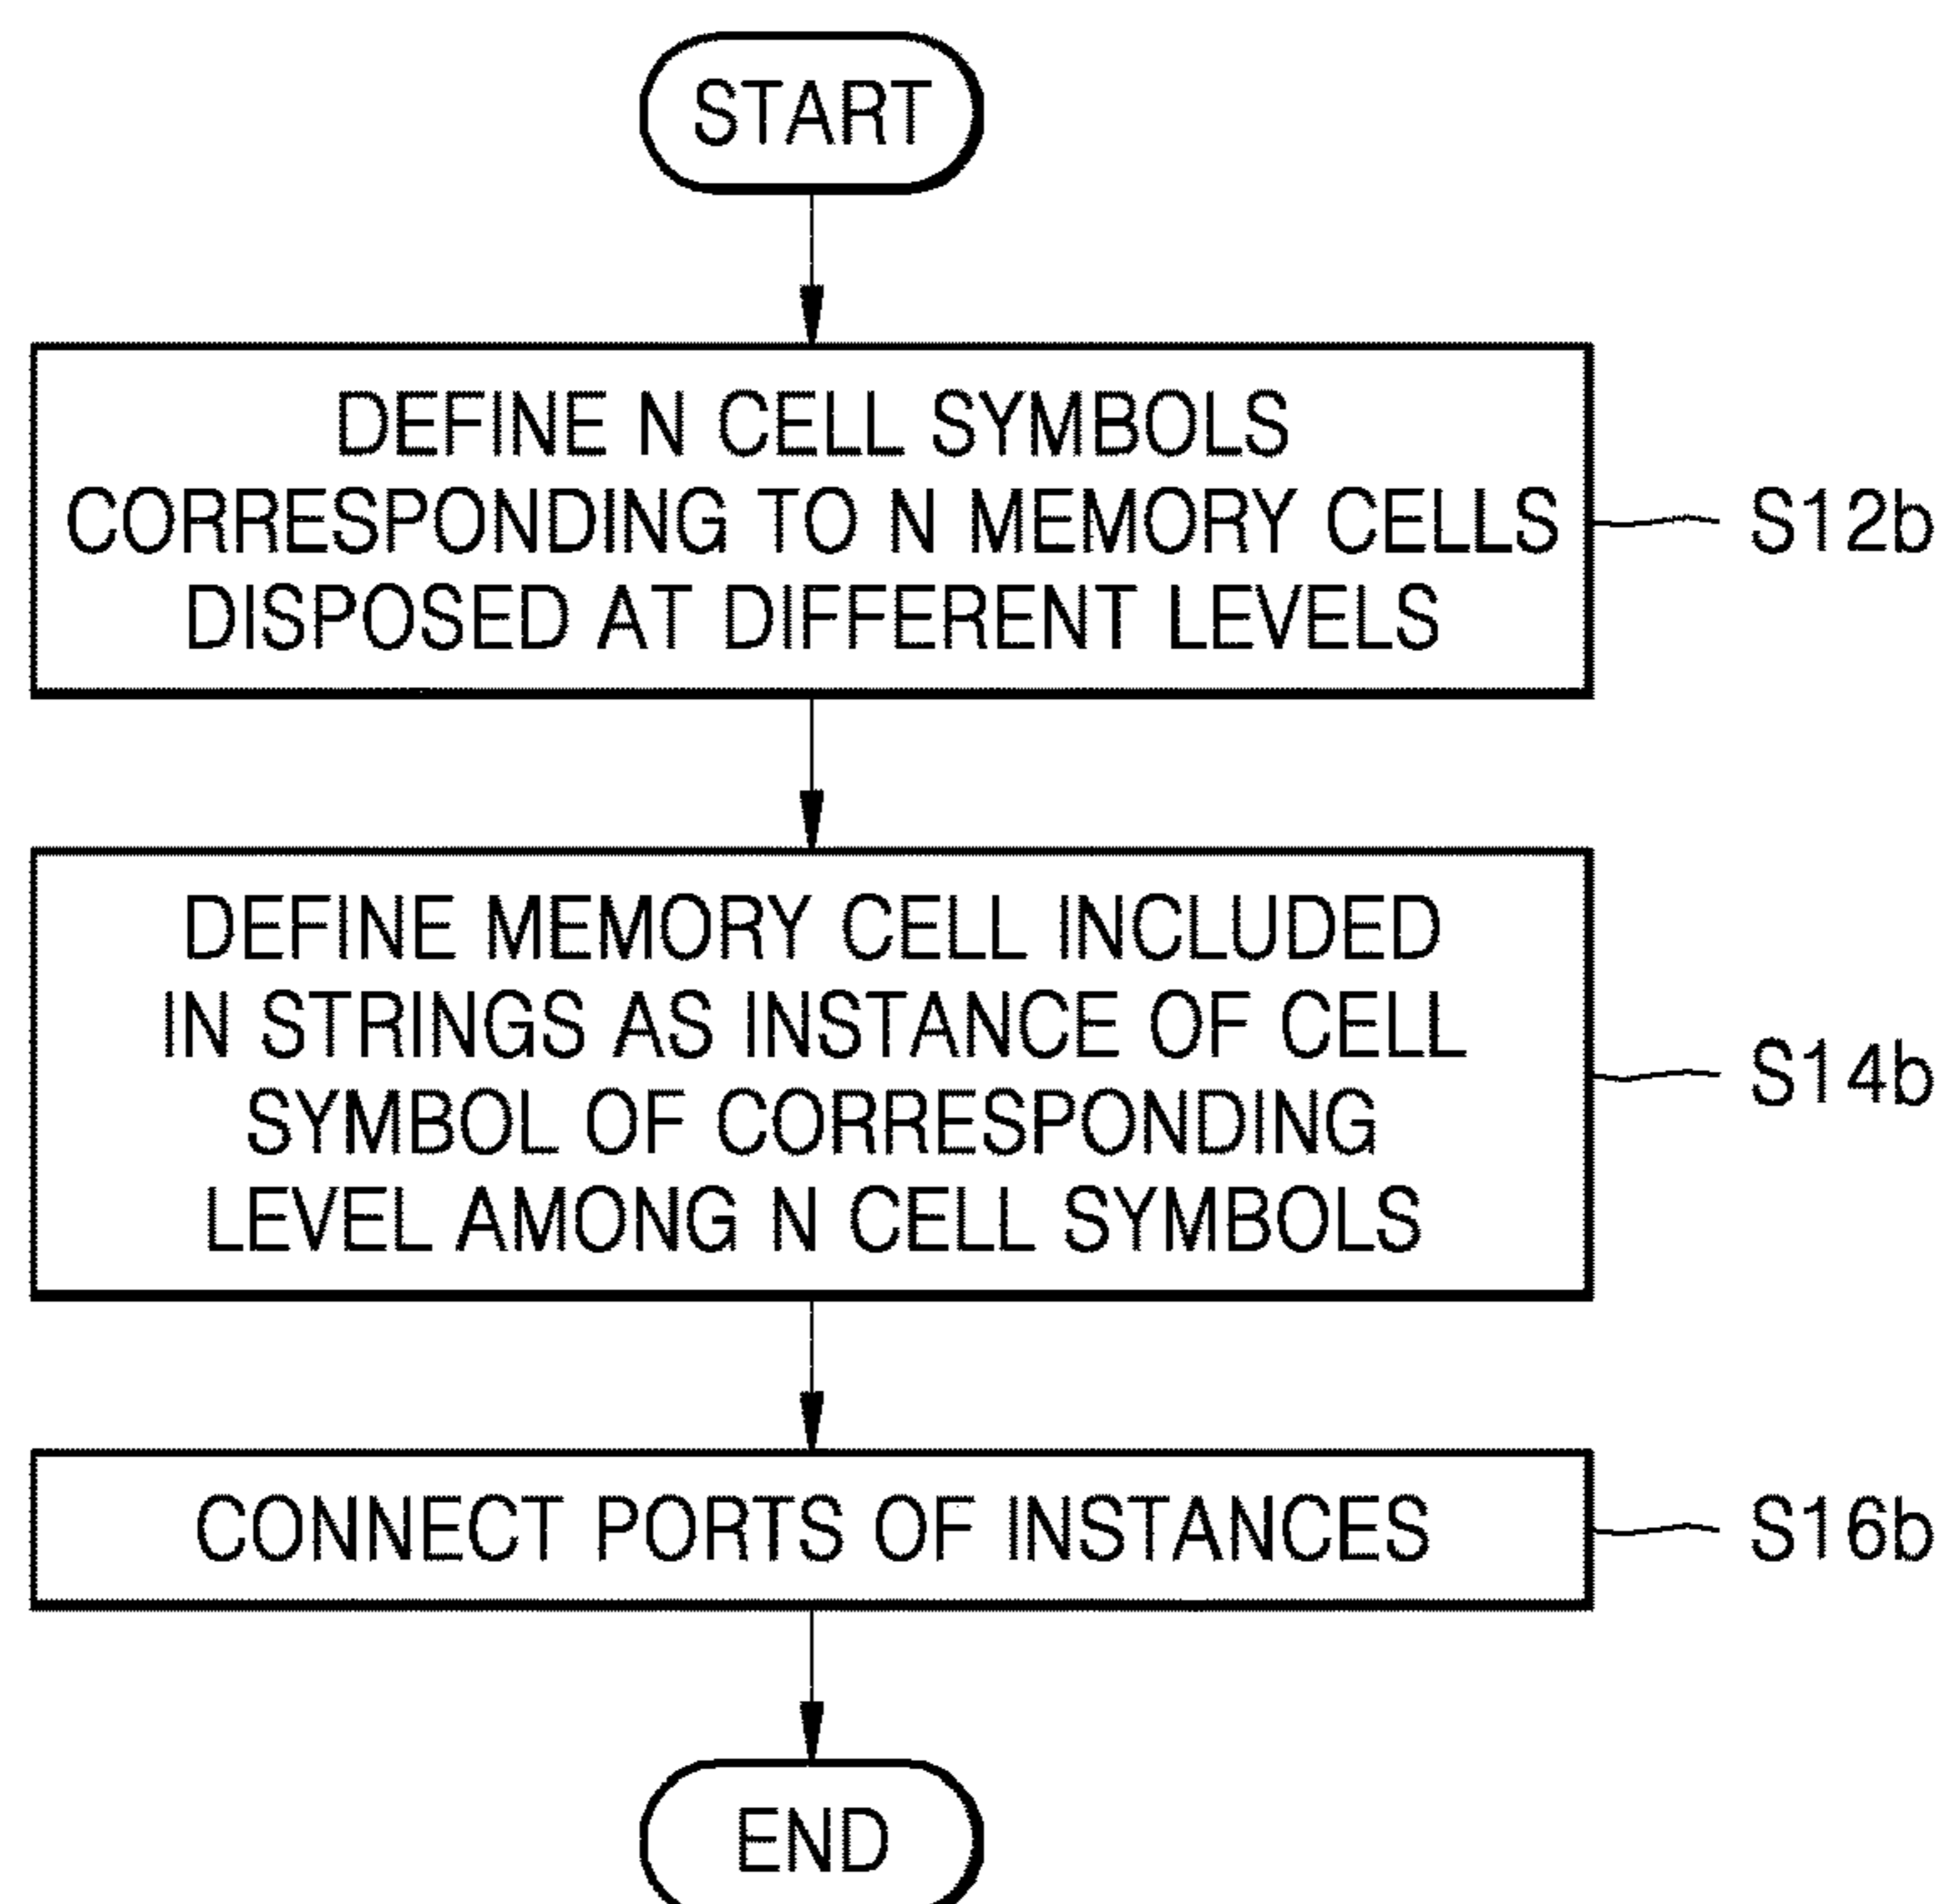 START
DEFINE N CELL SYMBOLS
CORRESPONDING TO N MEMORY CELLS
DISPOSED AT DIFFERENT LEVELS
S12b
DEFINE MEMORY CELL INCLUDED
IN STRINGS AS INSTANCE OF CELL
SYMBOL OF CORRESPONDING
LEVEL AMONG N CELL SYMBOLS
S14b
CONNECT PORTS OF INSTANCES
S16b
END